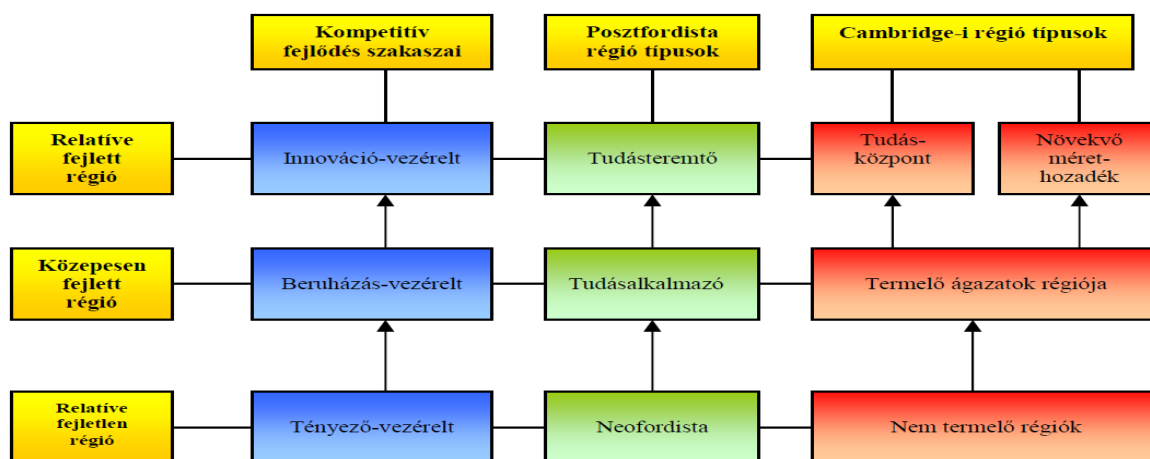 Kompetitív
fejlődés szakaszai
Posztfordista
régió típusok
Cambridge-i régió típusok
Relatíve
fejlett
régió
Innováció-vezérelt
Tudásteremtő
Tudás-
központ
Növekvő
méret-
hozadék
Közepesen
fejlett
régió
Beruházás-vezérelt
Tudásalkalmazó
Termelő ágazatok régiója
Relatíve
fejletlen
régió
Tényező-vezérelt
Neofordista
Nem termelő régiók